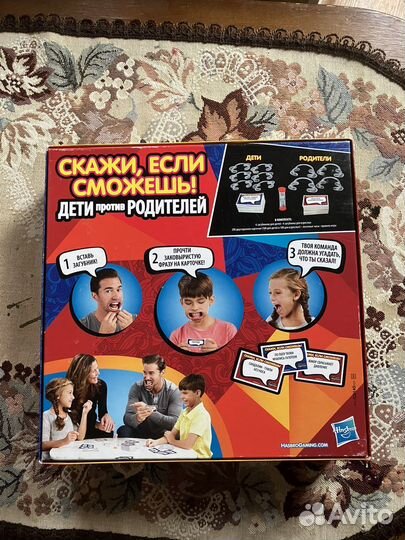 СКАЖИ, ЕСЛИ
СМОЖЕШЬ!
ДЕТИ против РОДИТЕЛЕЙ
ДЕТИ
РОДИТЕЛИ
В КОМПЛЕКТЕ:
1 ВСТАВЬ
ЗАГУБНИК!
2 ПРОЧТИ
ЗАКОВЫРИСТУЮ
ФРАЗУ НА КАРТОЧКЕ!
3 ТВОЯ КОМАНДА
ДОЛЖНА УГАДАТЬ,
ЧТО ТЫ СКАЗАЛ!
HASBROGAMING.COM
Hasbro
Avito